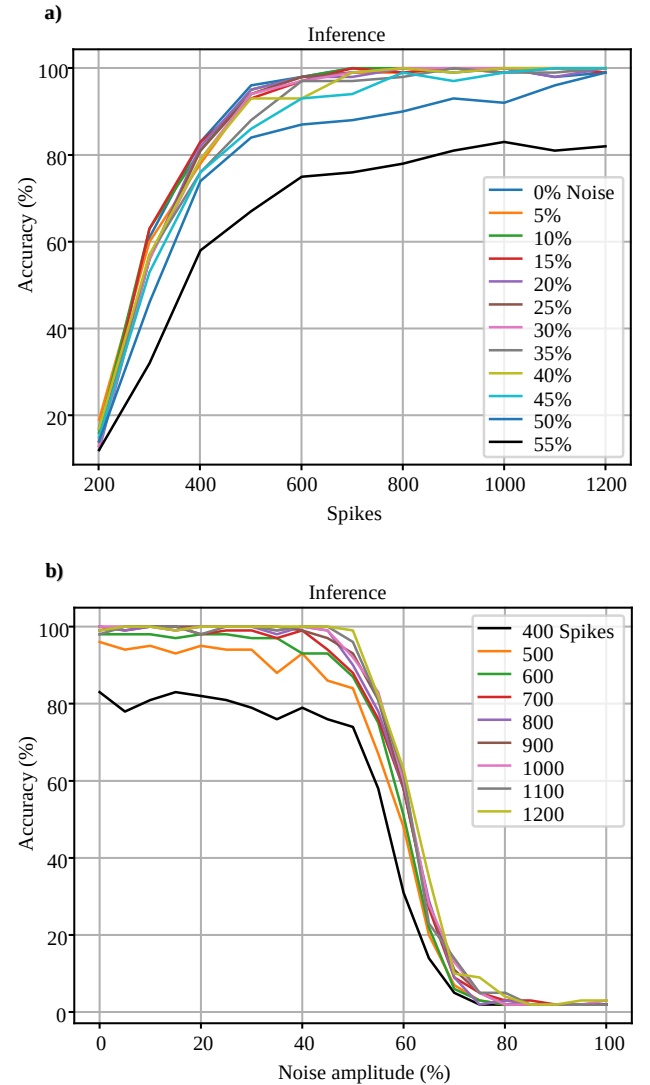 a)
Inference
Accuracy (%)
100
80
60
40
20
0% Noise
5%
10%
15%
20%
25%
30%
35%
40%
45%
50%
55%
200 400 600 800 1000 1200
Spikes
b)
Inference
Accuracy (%)
100
80
60
40
20
0
400 Spikes
500
600
700
800
900
1000
1100
1200
0 20 40 60 80 100
Noise amplitude (%)